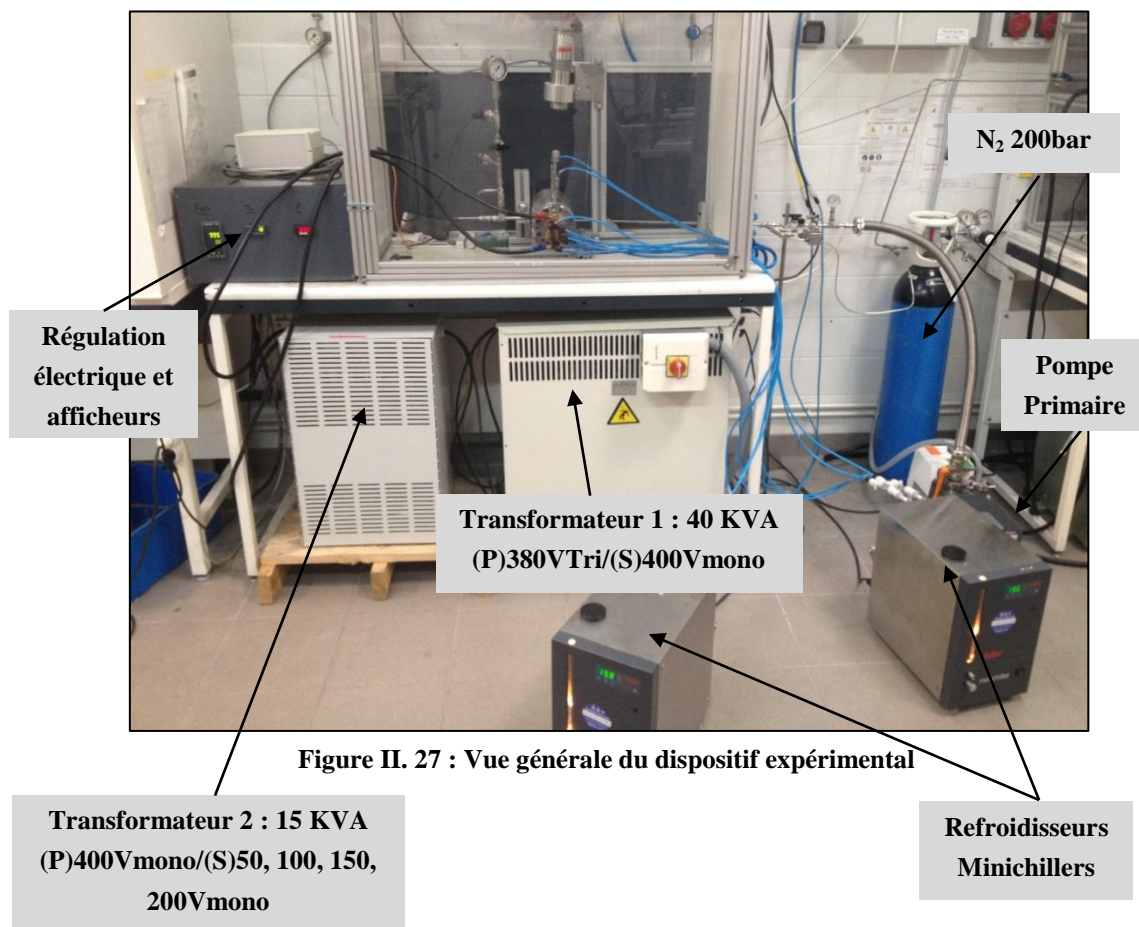 N₂ 200bar
Régulation
électrique et
afficheurs
Pompe
Primaire
Transformateur 1 : 40 KVA
(P)380VTri/(S)400Vmono
Figure II. 27 : Vue générale du dispositif expérimental
Transformateur 2 : 15 KVA
(P)400Vmono/(S)50, 100, 150,
200Vmono
Refroidisseurs
Minichillers